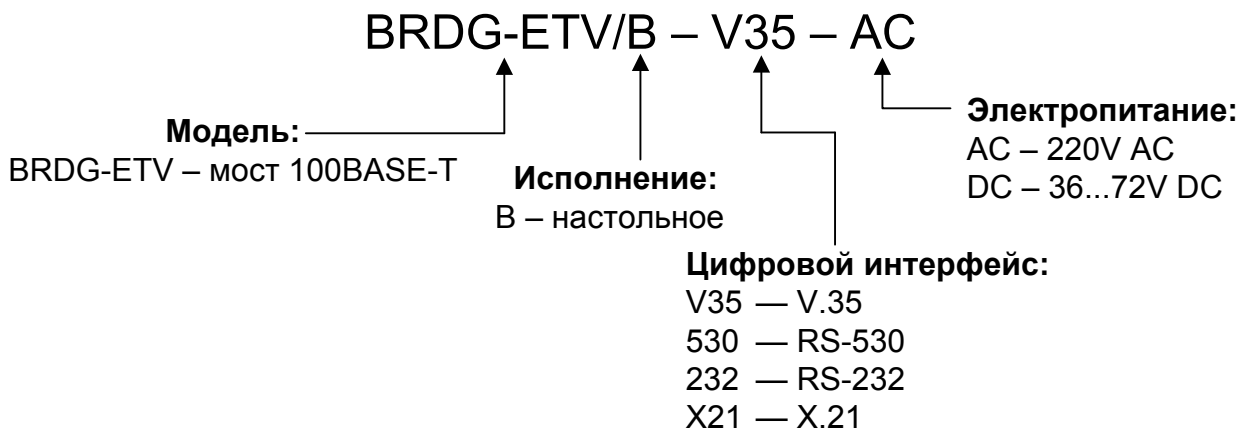 BRDG-ETV/B – V35 – AC
Модель:
BRDG-ETV – мост 100BASE-T
Исполнение:
B – настольное
Цифровой интерфейс:
V35 — V.35
530 — RS-530
232 — RS-232
X21 — X.21
Электропитание:
AC – 220V AC
DC – 36...72V DC